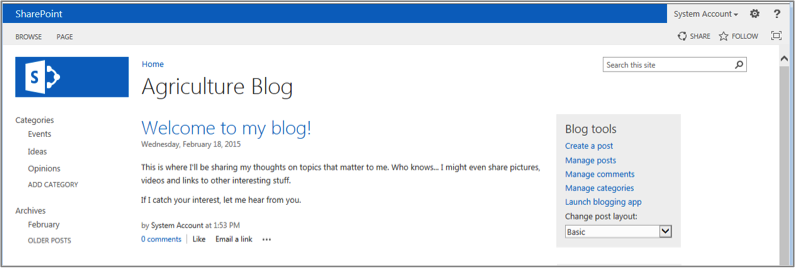 SharePoint
System Account
?
BROWSE PAGE
SHARE FOLLOW
S
Home
Search this site
Agriculture Blog
Categories
Events
Ideas
Opinions
ADD CATEGORY
Archives
February
OLDER POSTS
Welcome to my blog!
Wednesday, February 18, 2015
This is where I'll be sharing my thoughts on topics that matter to me. Who knows... I might even share pictures,
videos and links to other interesting stuff.
If I catch your interest, let me hear from you.
by System Account at 1:53 PM
0 comments Like Email a link •••
Blog tools
Create a post
Manage posts
Manage comments
Manage categories
Launch blogging app
Change post layout:
Basic